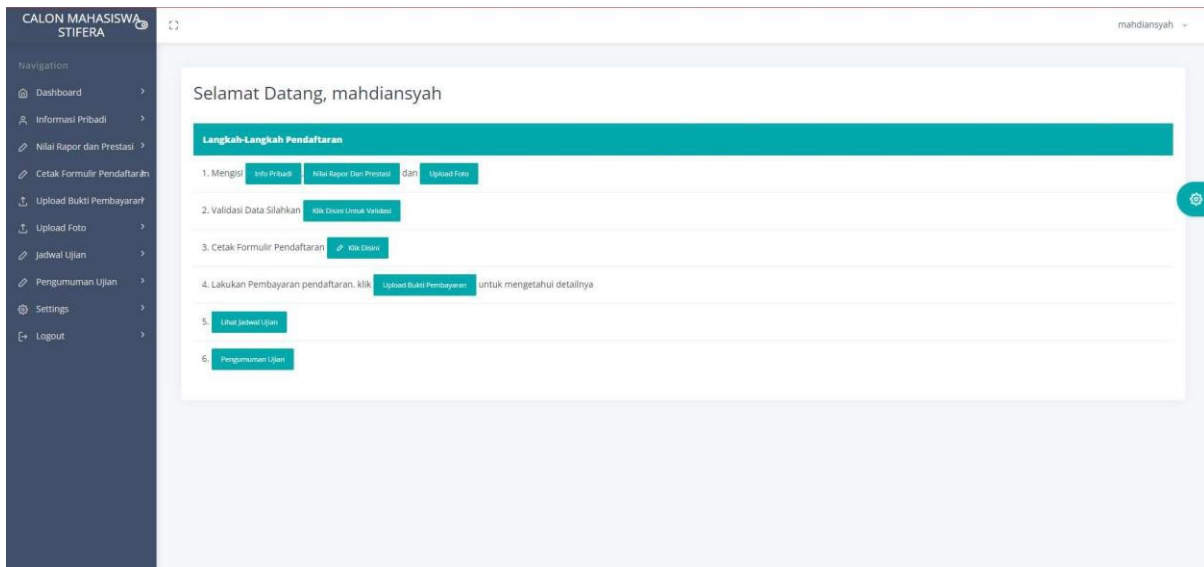 CALON MAHASISWA
STIFERA
mahdiansyah
Navigation
Dashboard
Informasi Pribadi
Nilai Rapor dan Prestasi
Cetak Formulir Pendaftaran
Upload Bukti Pembayaran
Upload Foto
Jadwal Ujian
Pengumuman Ujian
Settings
Logout
Selamat Datang, mahdiansyah
Langkah-Langkah Pendaftaran
1. Mengisi Info Pribadi , Nilai Rapor Dan Prestasi dan Upload Foto
2. Validasi Data Silahkan Klik Disini Untuk Validasi
3. Cetak Formulir Pendaftaran Klik Disini
4. Lakukan Pembayaran pendaftaran. klik Upload Bukti Pembayaran untuk mengetahui detailnya
5. Lihat Jadwal Ujian
6. Pengumuman Ujian